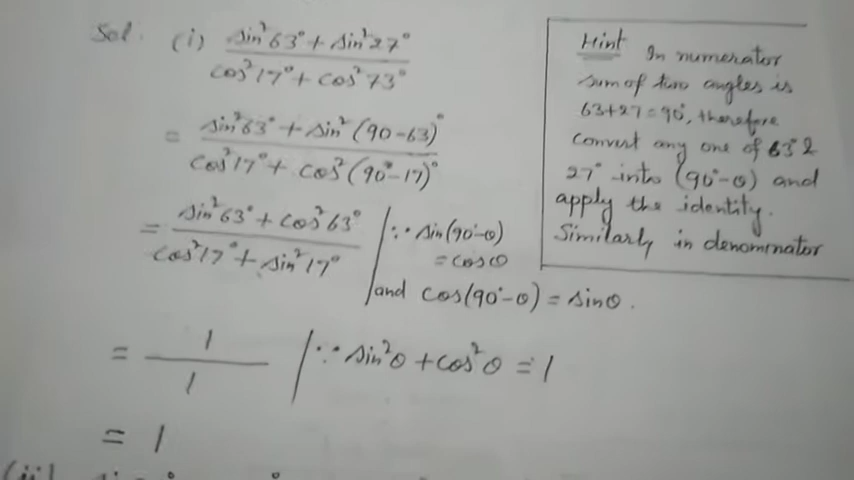 Sol. (i) sin²63° + sin²27°
cos²17° + cos²73°
= sin²63° + sin²(90-63)°
cos²17° + cos²(90°-17)°
= sin²63° + cos²63°
cos²17° + sin²17°
∵ sin(90°-θ)
= cosθ
and cos(90°-θ) = sinθ.
= 1
1
∵ sin²θ + cos²θ = 1
= 1
(ii)
Hint In numerator
sum of two angles is
63+27=90°, therefore
convert any one of 63° &
27° into (90°-θ) and
apply the identity.
Similarly in denominator